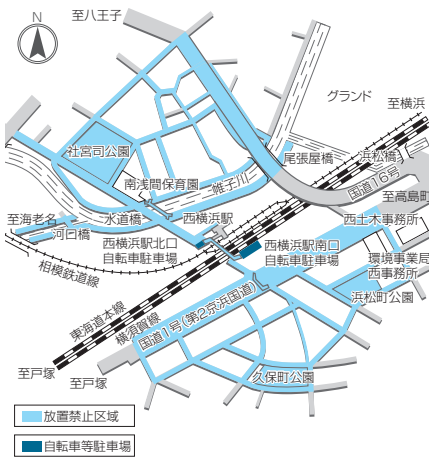 N
至八王子
グランド
至横浜
社宮司公園
尾張屋橋
浜松橋
南浅間保育園
帷子川
国道16号
至高島町
至海老名
水道橋
西横浜駅
西土木事務所
河臼橋
西横浜駅北口
自転車駐車場
西横浜駅南口
自転車駐車場
環境事業局
西事務所
相模鉄道線
浜松町公園
東海道本線
横須賀線
国道1号(第2京浜国道)
至戸塚
至戸塚
久保町公園
放置禁止区域
自転車等駐車場